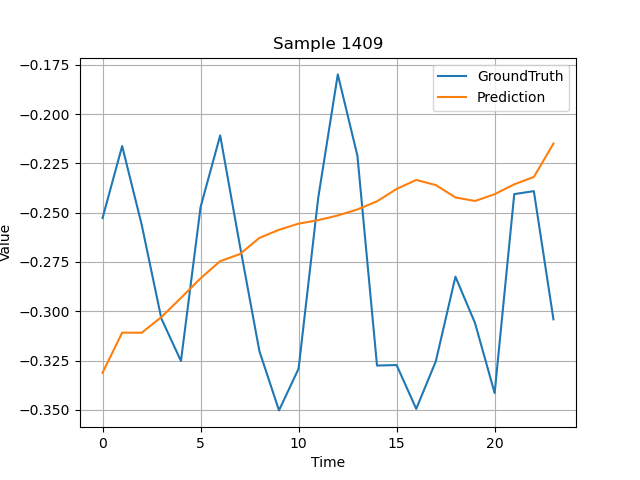 Sample 1409
GroundTruth
Prediction
−0.175
−0.200
−0.225
−0.250
−0.275
−0.300
−0.325
−0.350
Value
0 5 10 15 20
Time